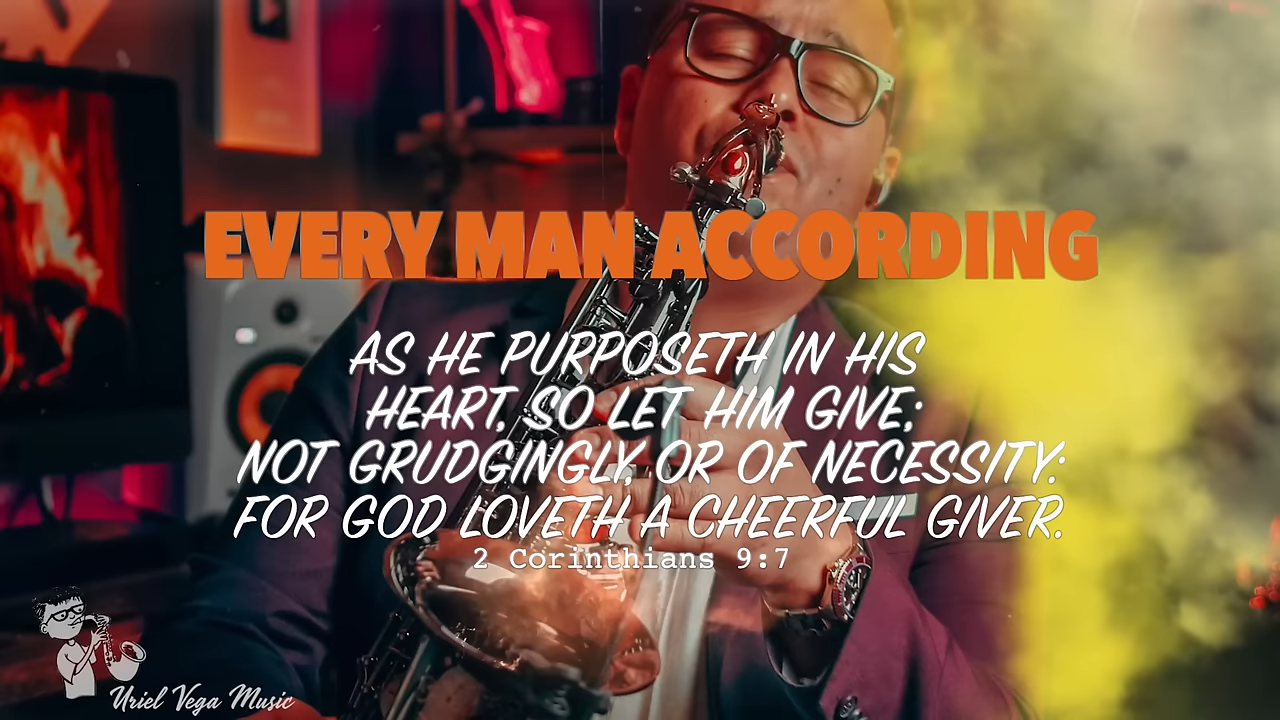 EVERY MAN ACCORDING
AS HE PURPOSETH IN HIS
HEART, SO LET HIM GIVE;
NOT GRUDGINGLY, OR OF NECESSITY:
FOR GOD LOVETH A CHEERFUL GIVER.
2 Corinthians 9:7
Uriel Vega Music